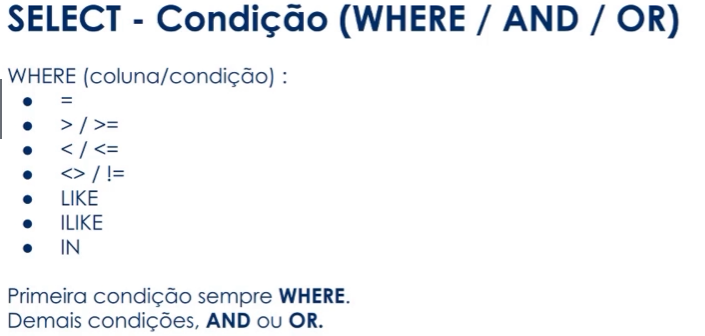 SELECT - Condição (WHERE / AND / OR)
WHERE (coluna/condição) :
● =
● > / >=
● < / <=
● <> / !=
● LIKE
● ILIKE
● IN
Primeira condição sempre WHERE.
Demais condições, AND ou OR.